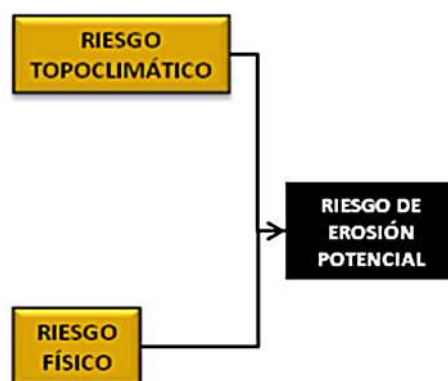 RIESGO
TOPOCLIMÁTICO
RIESGO DE
EROSIÓN
POTENCIAL
RIESGO
FÍSICO